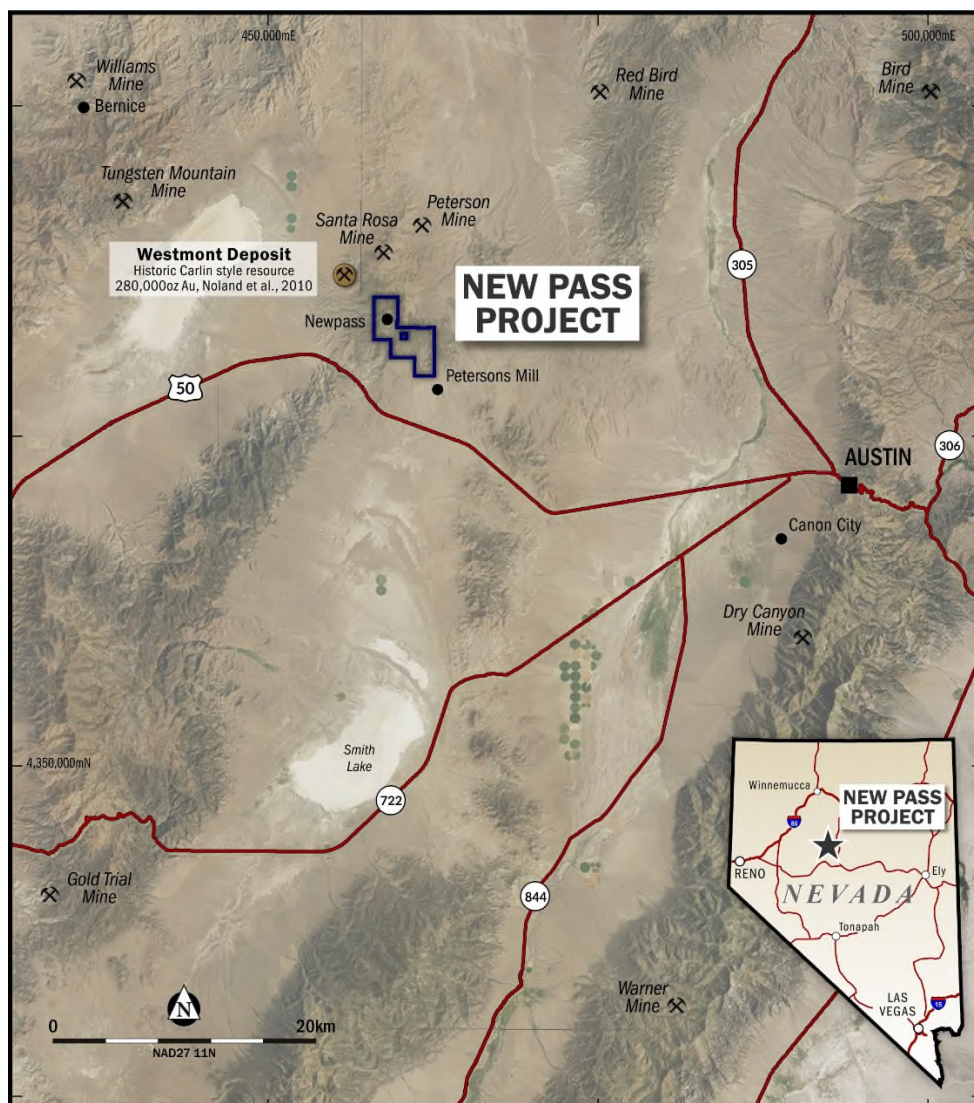 450,000mE
500,000mE
Williams
Mine
Bernice
Red Bird
Mine
Bird
Mine
Tungsten Mountain
Mine
Peterson
Mine
Santa Rosa
Mine
Westmont Deposit
Historic Carlin style resource
280,000oz Au, Noland et al., 2010
305
NEW PASS
PROJECT
Newpass
Petersons Mill
50
306
AUSTIN
Canon City
Dry Canyon
Mine
Smith
Lake
4,350,000mN
722
Gold Trial
Mine
844
Warner
Mine
N
0
20km
NAD27 11N
Winnemucca
NEW PASS
PROJECT
80
RENO
Ely
NEVADA
Tonapah
LAS
VEGAS
15